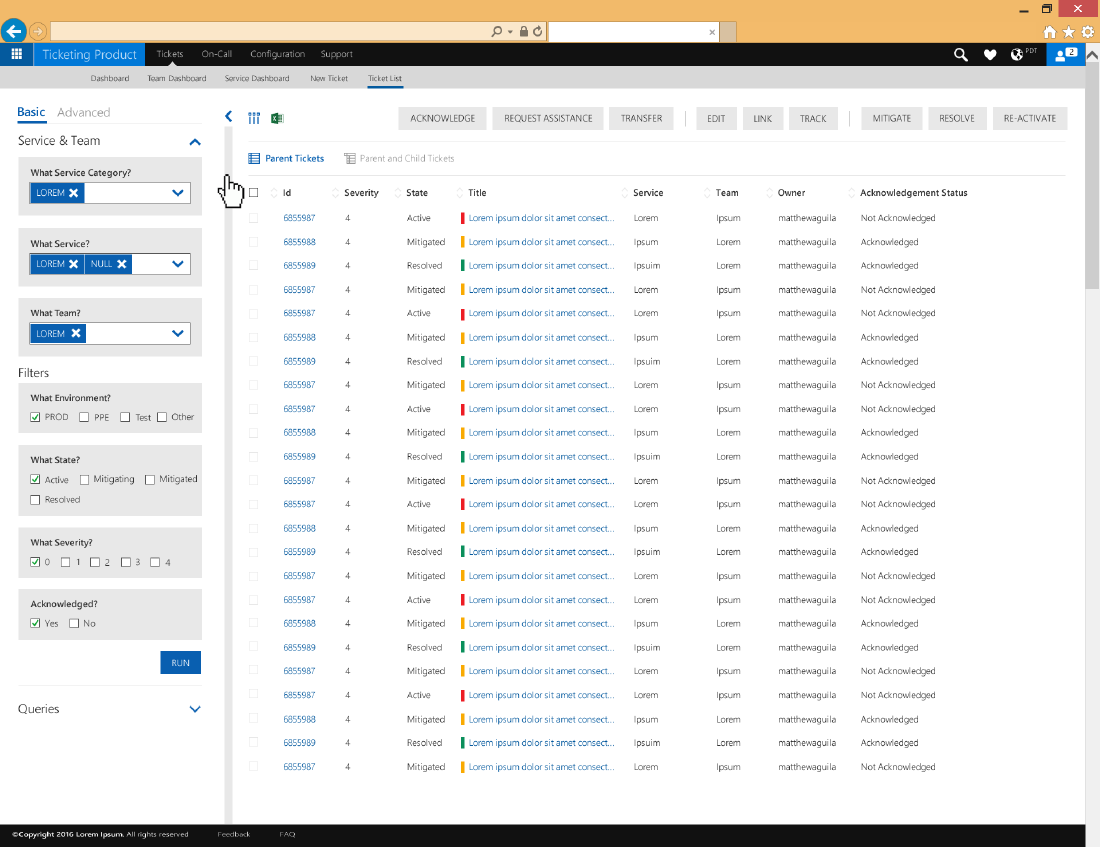 Ticketing Product Tickets On-Call Configuration Support PDT 2
Dashboard Team Dashboard Service Dashboard New Ticket Ticket List
Basic Advanced
Service & Team
What Service Category?
LOREM
What Service?
LOREM NULL
What Team?
LOREM
Filters
What Environment?
PROD PPE Test Other
What State?
Active Mitigating Mitigated
Resolved
What Severity?
0 1 2 3 4
Acknowledged?
Yes No
RUN
Queries
ACKNOWLEDGE REQUEST ASSISTANCE TRANSFER EDIT LINK TRACK MITIGATE RESOLVE RE-ACTIVATE
Parent Tickets Parent and Child Tickets
Id Severity State Title Service Team Owner Acknowledgement Status
6855987 4 Active Lorem ipsum dolor sit amet consect... Lorem Ipsum matthewaguila Not Acknowledged
6855988 4 Mitigated Lorem ipsum dolor sit amet consect... Ipsum Lorem matthewaguila Acknowledged
6855989 4 Resolved Lorem ipsum dolor sit amet consect... Ipsuim Lorem matthewaguila Acknowledged
6855987 4 Mitigated Lorem ipsum dolor sit amet consect... Lorem Ipsum matthewaguila Not Acknowledged
6855987 4 Active Lorem ipsum dolor sit amet consect... Lorem Ipsum matthewaguila Not Acknowledged
6855988 4 Mitigated Lorem ipsum dolor sit amet consect... Ipsum Lorem matthewaguila Acknowledged
6855989 4 Resolved Lorem ipsum dolor sit amet consect... Ipsuim Lorem matthewaguila Acknowledged
6855987 4 Mitigated Lorem ipsum dolor sit amet consect... Lorem Ipsum matthewaguila Not Acknowledged
6855987 4 Active Lorem ipsum dolor sit amet consect... Lorem Ipsum matthewaguila Not Acknowledged
6855988 4 Mitigated Lorem ipsum dolor sit amet consect... Ipsum Lorem matthewaguila Acknowledged
6855989 4 Resolved Lorem ipsum dolor sit amet consect... Ipsuim Lorem matthewaguila Acknowledged
6855987 4 Mitigated Lorem ipsum dolor sit amet consect... Lorem Ipsum matthewaguila Not Acknowledged
6855987 4 Active Lorem ipsum dolor sit amet consect... Lorem Ipsum matthewaguila Not Acknowledged
6855988 4 Mitigated Lorem ipsum dolor sit amet consect... Ipsum Lorem matthewaguila Acknowledged
6855989 4 Resolved Lorem ipsum dolor sit amet consect... Ipsuim Lorem matthewaguila Acknowledged
6855987 4 Mitigated Lorem ipsum dolor sit amet consect... Lorem Ipsum matthewaguila Not Acknowledged
6855987 4 Active Lorem ipsum dolor sit amet consect... Lorem Ipsum matthewaguila Not Acknowledged
6855988 4 Mitigated Lorem ipsum dolor sit amet consect... Ipsum Lorem matthewaguila Acknowledged
6855989 4 Resolved Lorem ipsum dolor sit amet consect... Ipsuim Lorem matthewaguila Acknowledged
6855987 4 Mitigated Lorem ipsum dolor sit amet consect... Lorem Ipsum matthewaguila Not Acknowledged
6855987 4 Active Lorem ipsum dolor sit amet consect... Lorem Ipsum matthewaguila Not Acknowledged
6855988 4 Mitigated Lorem ipsum dolor sit amet consect... Ipsum Lorem matthewaguila Acknowledged
6855989 4 Resolved Lorem ipsum dolor sit amet consect... Ipsuim Lorem matthewaguila Acknowledged
6855987 4 Mitigated Lorem ipsum dolor sit amet consect... Lorem Ipsum matthewaguila Not Acknowledged
©Copyright 2016 Lorem Ipsum. All rights reserved Feedback FAQ